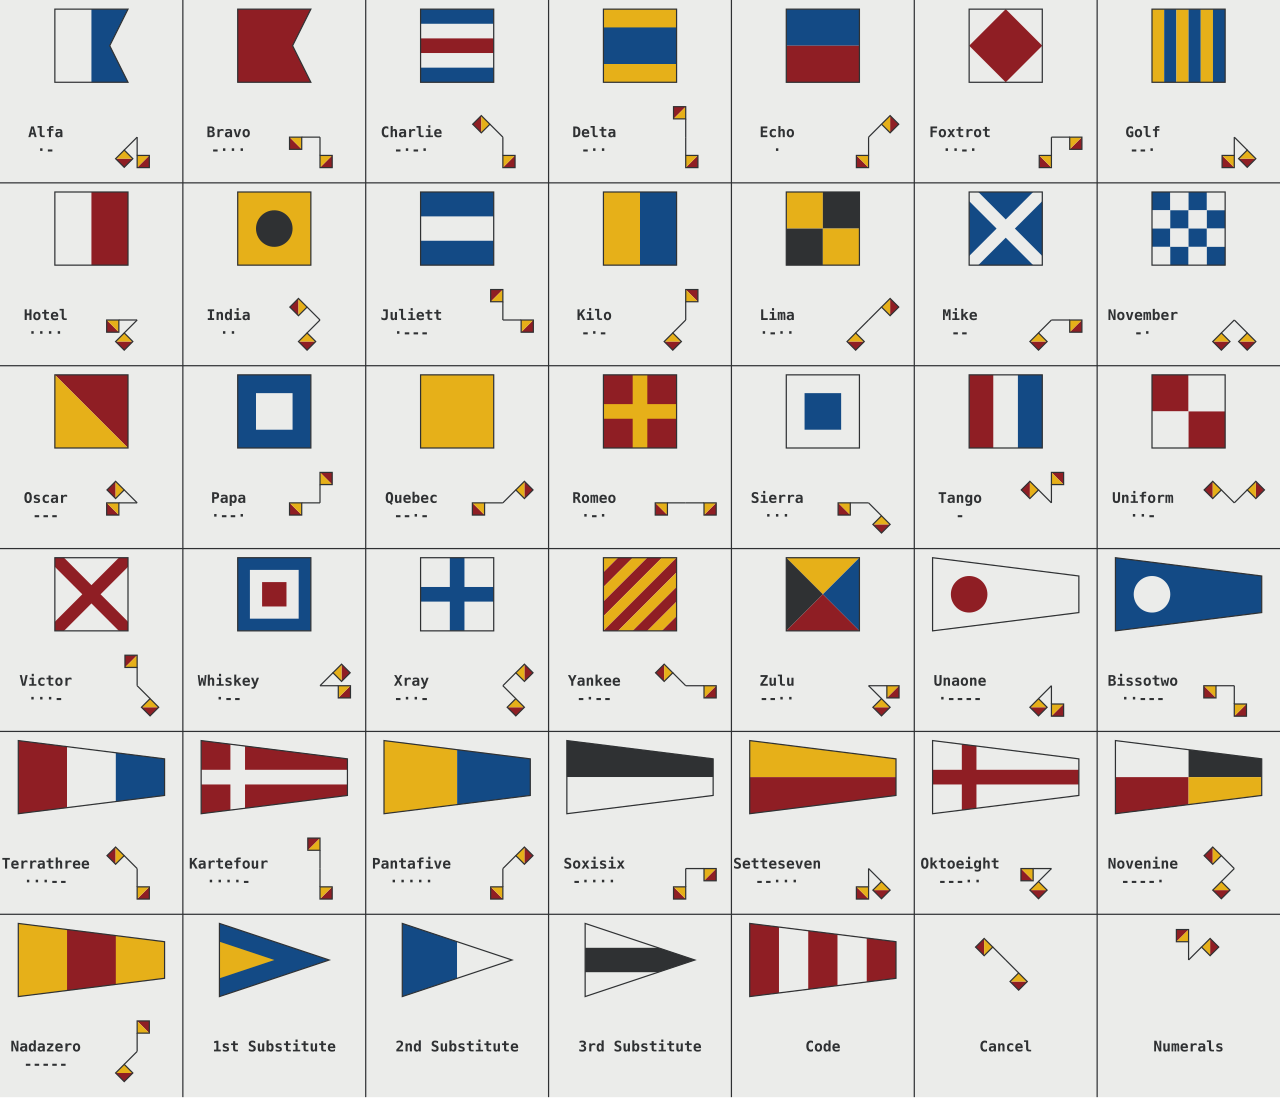 Alfa
Bravo
Charlie
Delta
Echo
Foxtrot
Golf
Hotel
India
Juliett
Kilo
Lima
Mike
November
Oscar
Papa
Quebec
Romeo
Sierra
Tango
Uniform
Victor
Whiskey
Xray
Yankee
Zulu
Unaone
Bissotwo
Terrathree
Kartefour
Pantafive
Soxisix
Setteseven
Oktoeight
Novenine
Nadazero
1st Substitute
2nd Substitute
3rd Substitute
Code
Cancel
Numerals